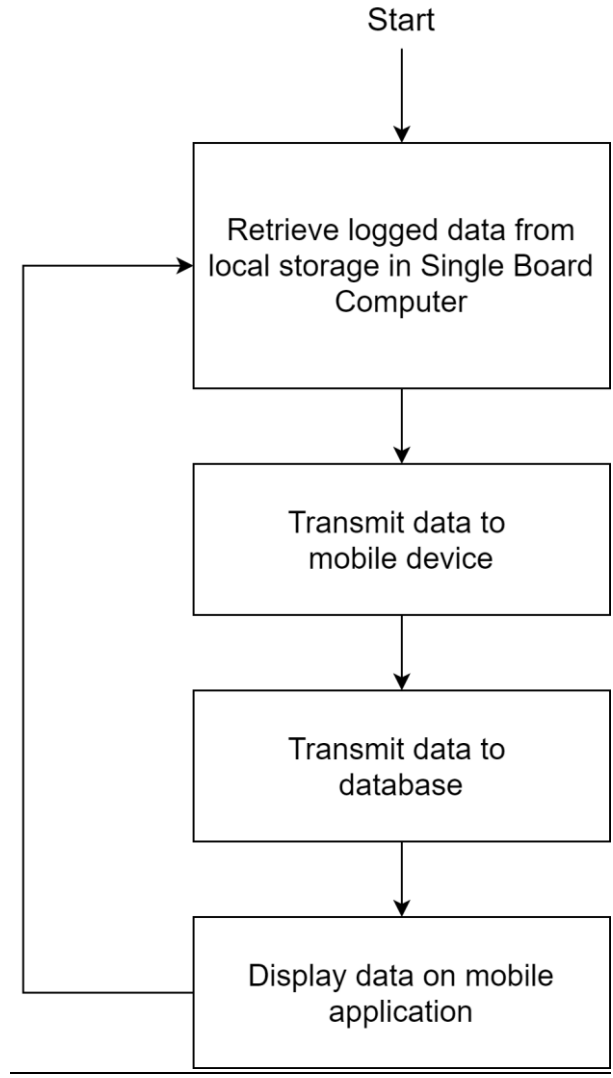 Start
Retrieve logged data from
local storage in Single Board
Computer
Transmit data to
mobile device
Transmit data to
database
Display data on mobile
application